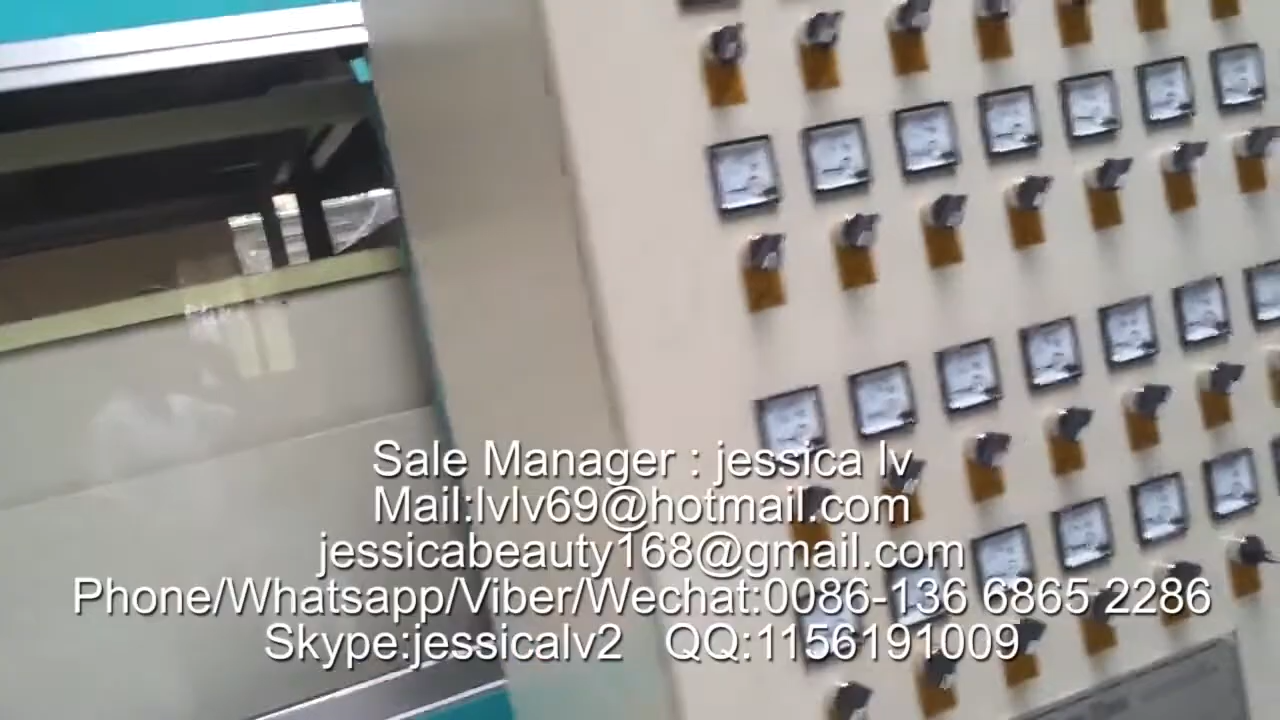 Sale Manager : jessica lv
Mail:lvlv69@hotmail.com
jessicabeauty168@gmail.com
Phone/Whatsapp/Viber/Wechat:0086-136 6865 2286
Skype:jessicalv2 QQ:1156191009